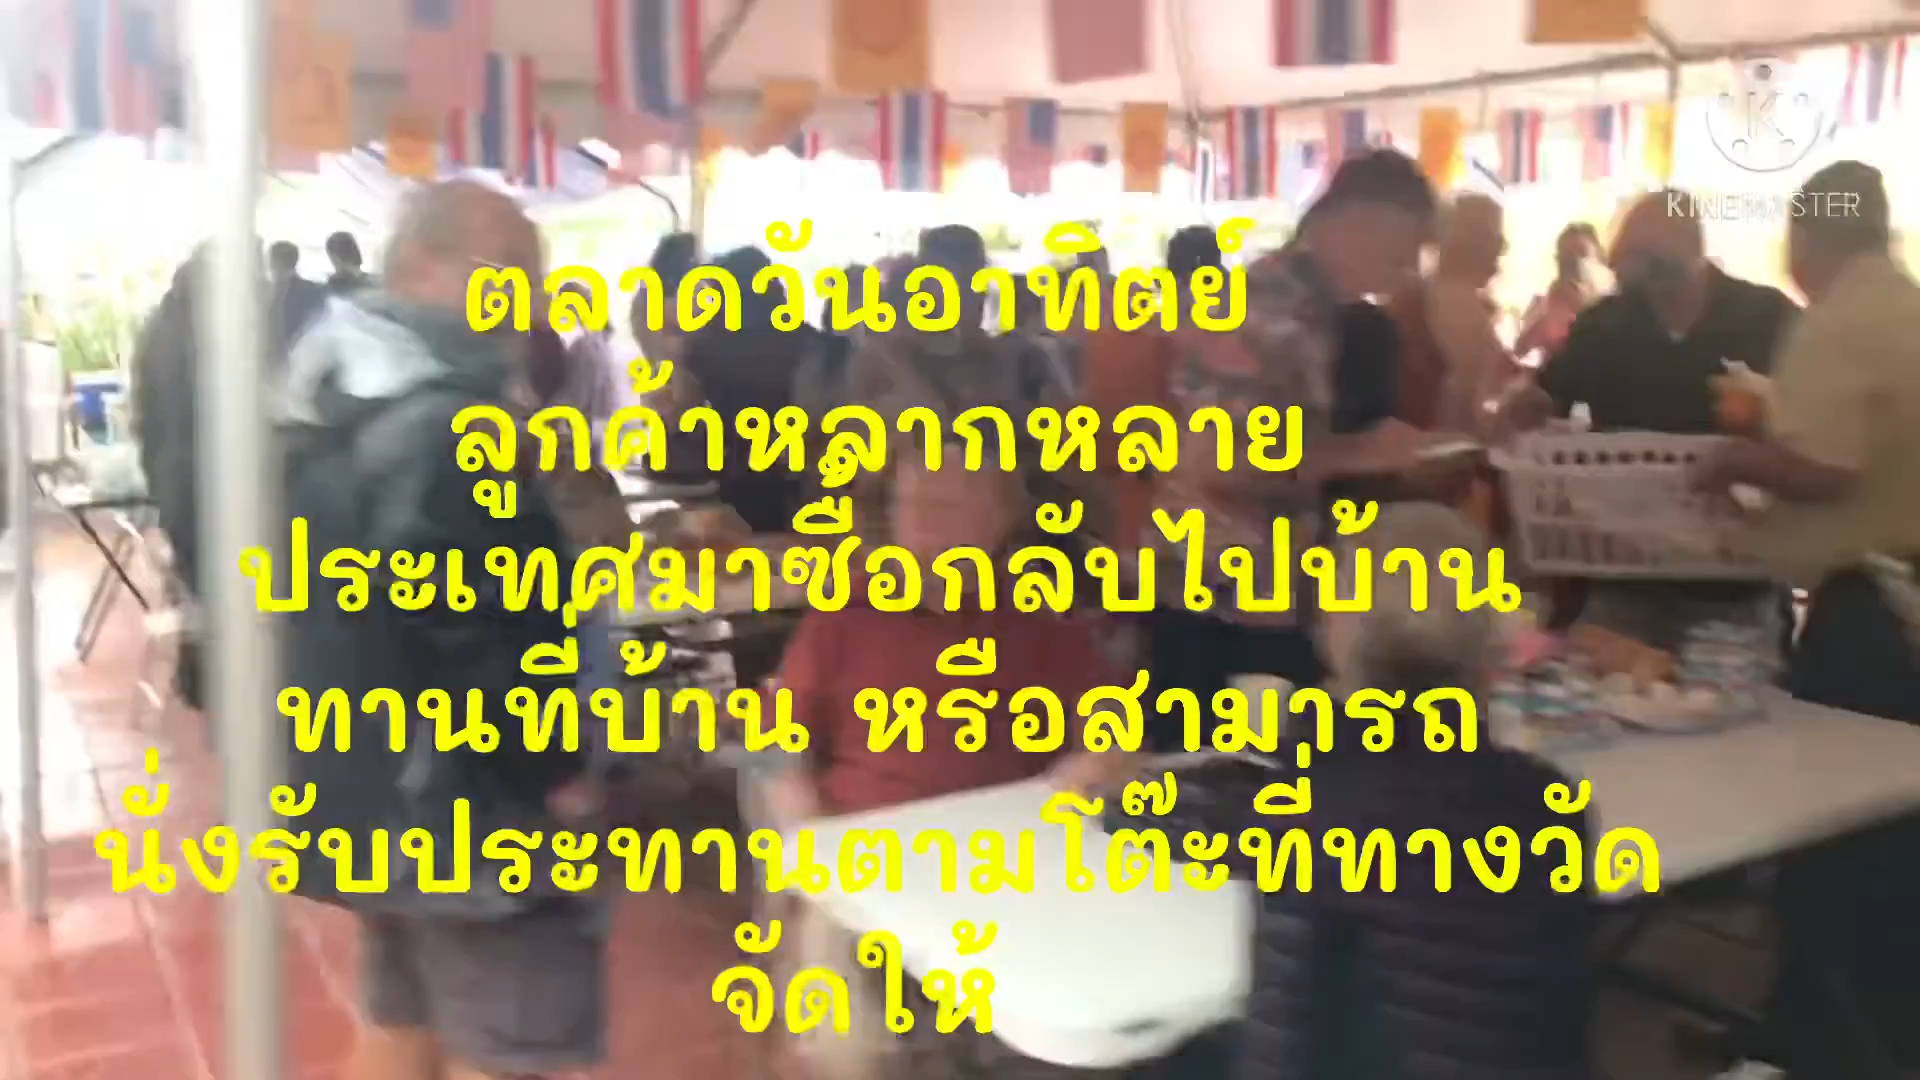 KINEMASTER
ตลาดวันอาทิตย์
ลูกค้าหลากหลาย
ประเทศมาซื้อกลับไปบ้าน
ทานที่บ้าน หรือสามารถ
นั่งรับประทานตามโต๊ะที่ทางวัด
จัดให้